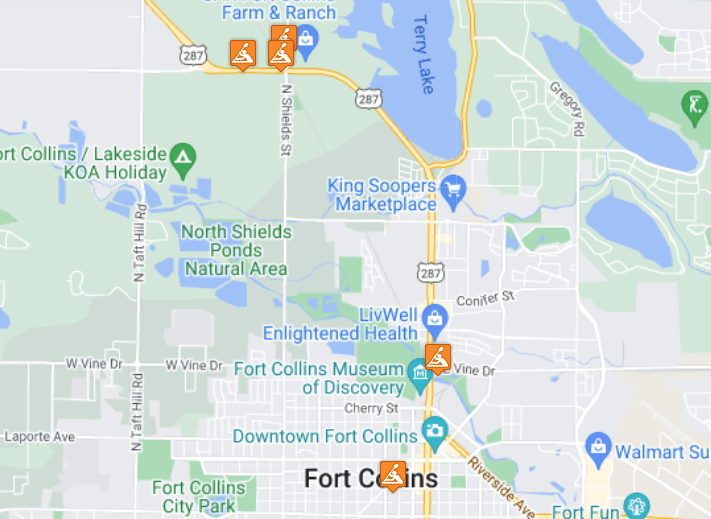 Farm & Ranch
287
Terry Lake
N Shields St
287
Gregory Rd
ort Collins / Lakeside
KOA Holiday
King Soopers
Marketplace
N Taft Hill Rd
North Shields
Ponds
Natural Area
287
Conifer St
LivWell
Enlightened Health
W Vine Dr
W Vine Dr
Fort Collins Museum
of Discovery
E Vine Dr
N Taft Hill Rd
Cherry St
Laporte Ave
Downtown Fort Collins
Walmart Su
Riverside Ave
Fort Collins
Fort Collins
City Park
Fort Fun